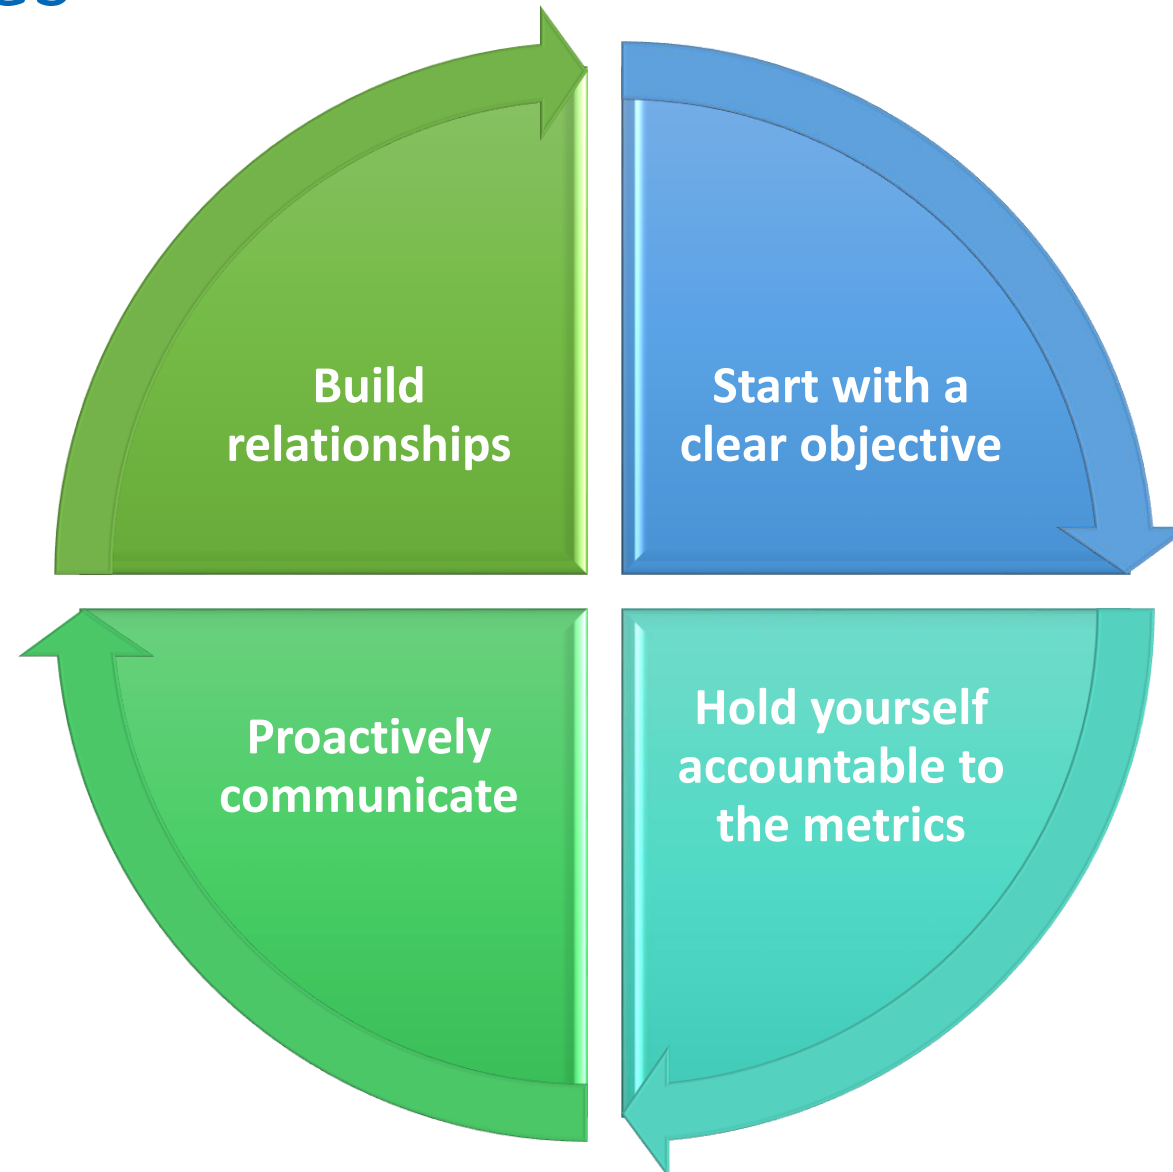 Build
relationships
Start with a
clear objective
Proactively
communicate
Hold yourself
accountable to
the metrics